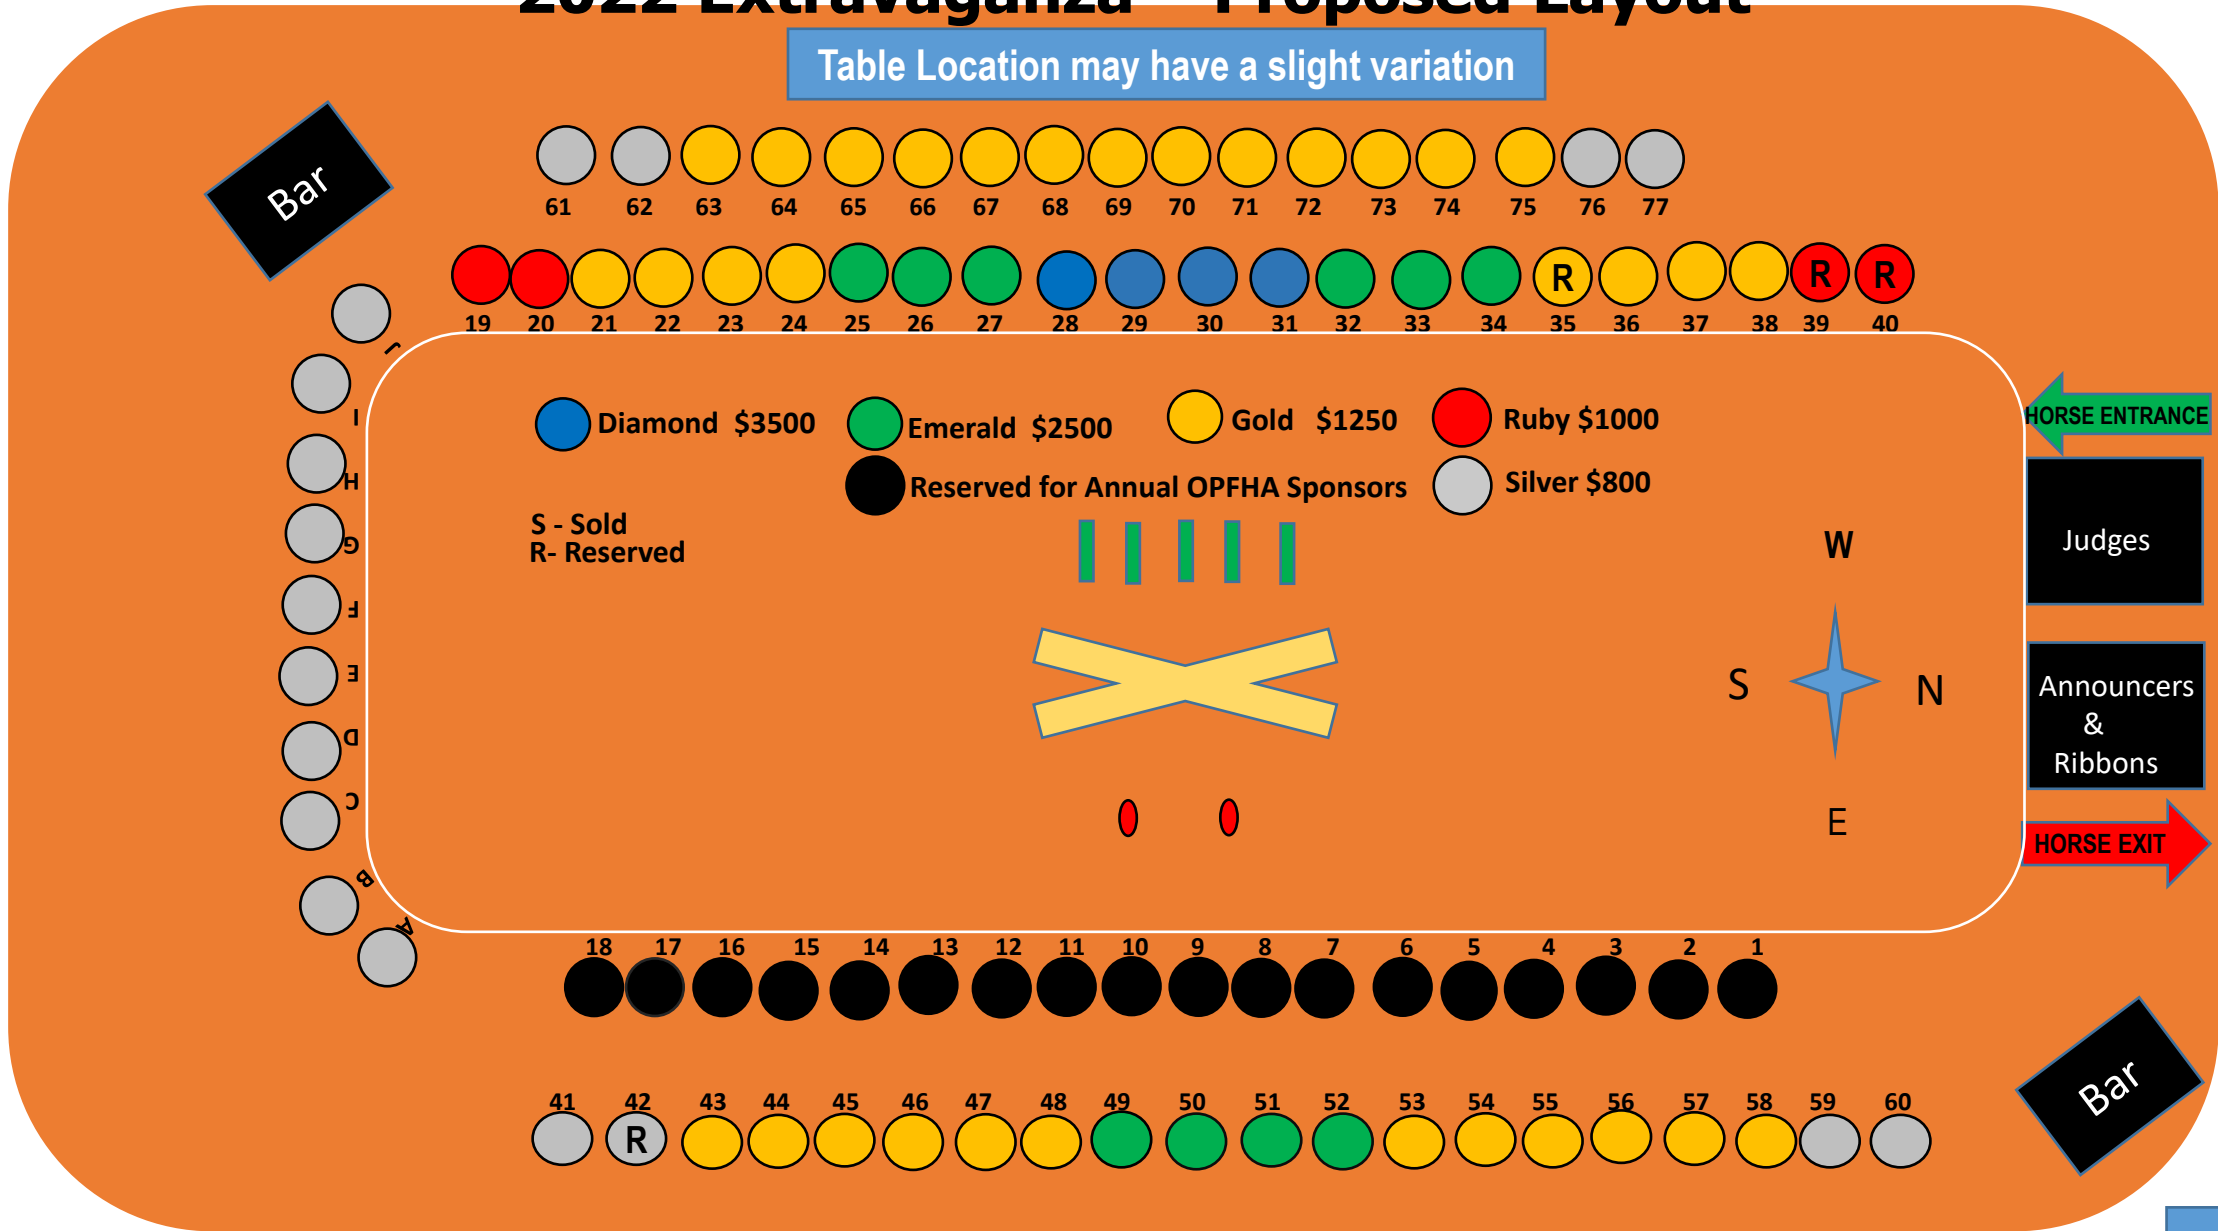 2022 Extravaganza – Proposed Layout
Table Location may have a slight variation
Bar
61 62 63 64 65 66 67 68 69 70 71 72 73 74 75 76 77
R R R
19 20 21 22 23 24 25 26 27 28 29 30 31 32 33 34 35 36 37 38 39 40
J
I
H
G
F
E
D
C
B
A
Diamond $3500
Emerald $2500
Gold $1250
Ruby $1000
Reserved for Annual OPFHA Sponsors
Silver $800
S - Sold
R- Reserved
HORSE ENTRANCE
Judges
W
S N
E
Announcers
&
Ribbons
HORSE EXIT
18 17 16 15 14 13 12 11 10 9 8 7 6 5 4 3 2 1
41 42 43 44 45 46 47 48 49 50 51 52 53 54 55 56 57 58 59 60
R
Bar